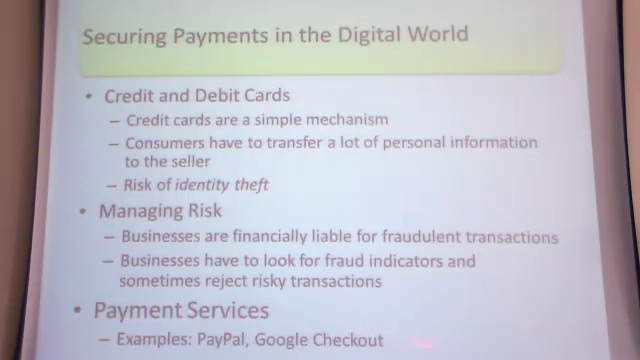 Securing Payments in the Digital World
• Credit and Debit Cards
– Credit cards are a simple mechanism
– Consumers have to transfer a lot of personal information
to the seller
– Risk of identity theft
• Managing Risk
– Businesses are financially liable for fraudulent transactions
– Businesses have to look for fraud indicators and
sometimes reject risky transactions
• Payment Services
– Examples: PayPal, Google Checkout